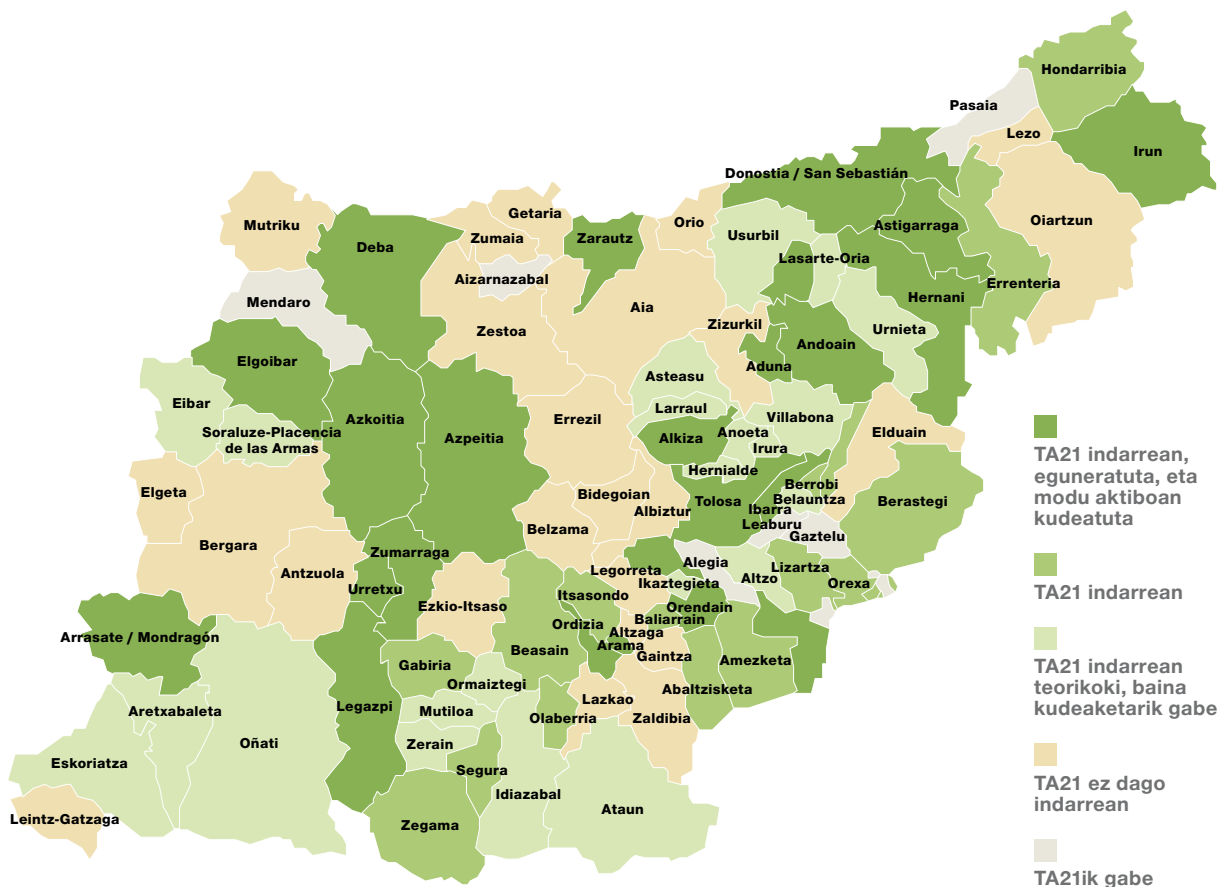 Hondarribia
Pasaia
Lezo
Irun
Donostia / San Sebastián
Getaria
Orio
Oiartzun
Mutriku
Zumaia
Zarautz
Usurbil
Astigarraga
Deba
Lasarte-Oria
Aizarnazabal
Errenteria
Mendaro
Hernani
Aia
Zestoa
Zizurkil
Urnieta
Andoain
Elgoibar
Aduna
Asteasu
Eibar
Larraul
Villabona
Azkoitia
Errezil
Soraluze-Placencia
de las Armas
Azpeitia
Alkiza
Anoeta
Irura
Elduain
Hernialde
Elgeta
Berrobi
Bidegoian
Tolosa
Belauntza
Berastegi
Albiztur
Ibarra
Belzama
Leaburu
Gaztelu
Bergara
Zumarraga
Antzuola
Legorreta
Alegia
Lizartza
Urretxu
Ikaztegieta
Altzo
Orexa
Itsasondo
Ezkio-Itsaso
Orendain
Baliarrain
Ordizia
Altzaga
Arrasate / Mondragón
Arama
Beasain
Gaintza
Amezketa
Gabiria
Ormaiztegi
Abaltzisketa
Lazkao
Legazpi
Aretxabaleta
Mutiloa
Olaberria
Zaldibia
Oñati
Zerain
Eskoriatza
Segura
Idiazabal
Ataun
Leintz-Gatzaga
Zegama
TA21 indarrean,
eguneratuta, eta
modu aktiboan
kudeatuta
TA21 indarrean
TA21 indarrean
teorikoki, baina
kudeaketarik gabe
TA21 ez dago
indarrean
TA21ik gabe